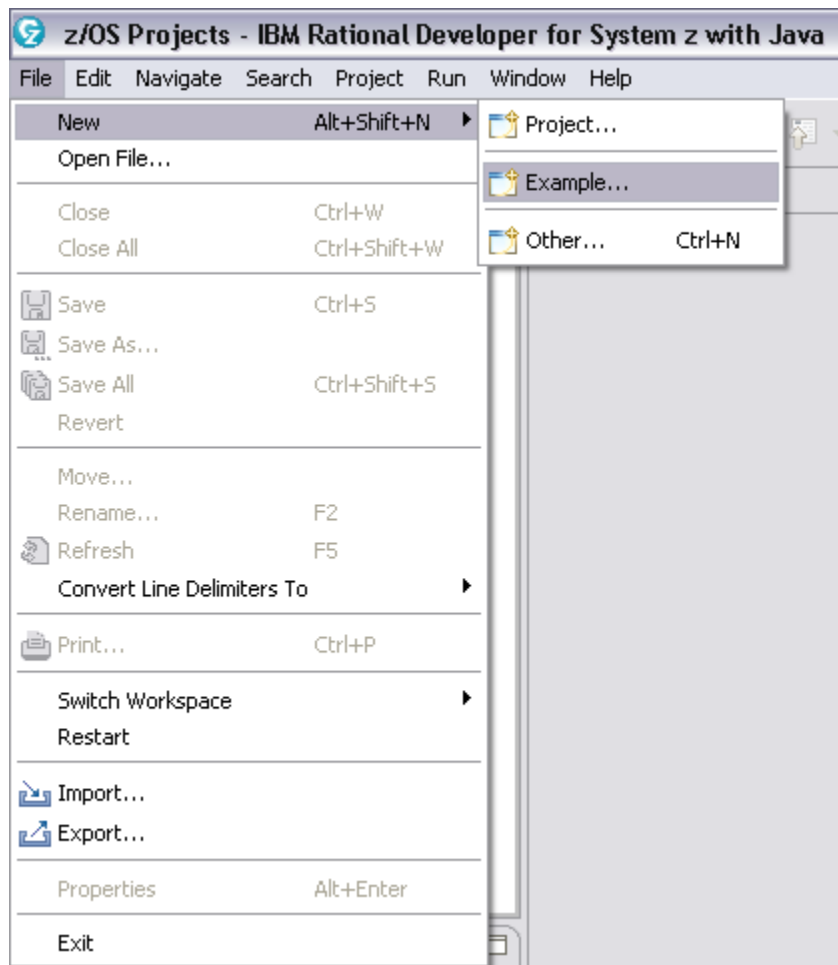 z/OS Projects - IBM Rational Developer for System z with Java
File Edit Navigate Search Project Run Window Help
New Alt+Shift+N
Project...
Open File...
Example...
Close Ctrl+W
Other... Ctrl+N
Close All Ctrl+Shift+W
Save Ctrl+S
Save As...
Save All Ctrl+Shift+S
Revert
Move...
Rename... F2
Refresh F5
Convert Line Delimiters To
Print... Ctrl+P
Switch Workspace
Restart
Import...
Export...
Properties Alt+Enter
Exit